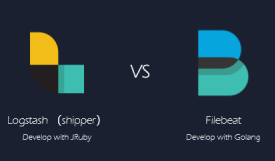 VS
Logstash （shipper）
Filebeat
Develop with JRuby
Develop with Golang